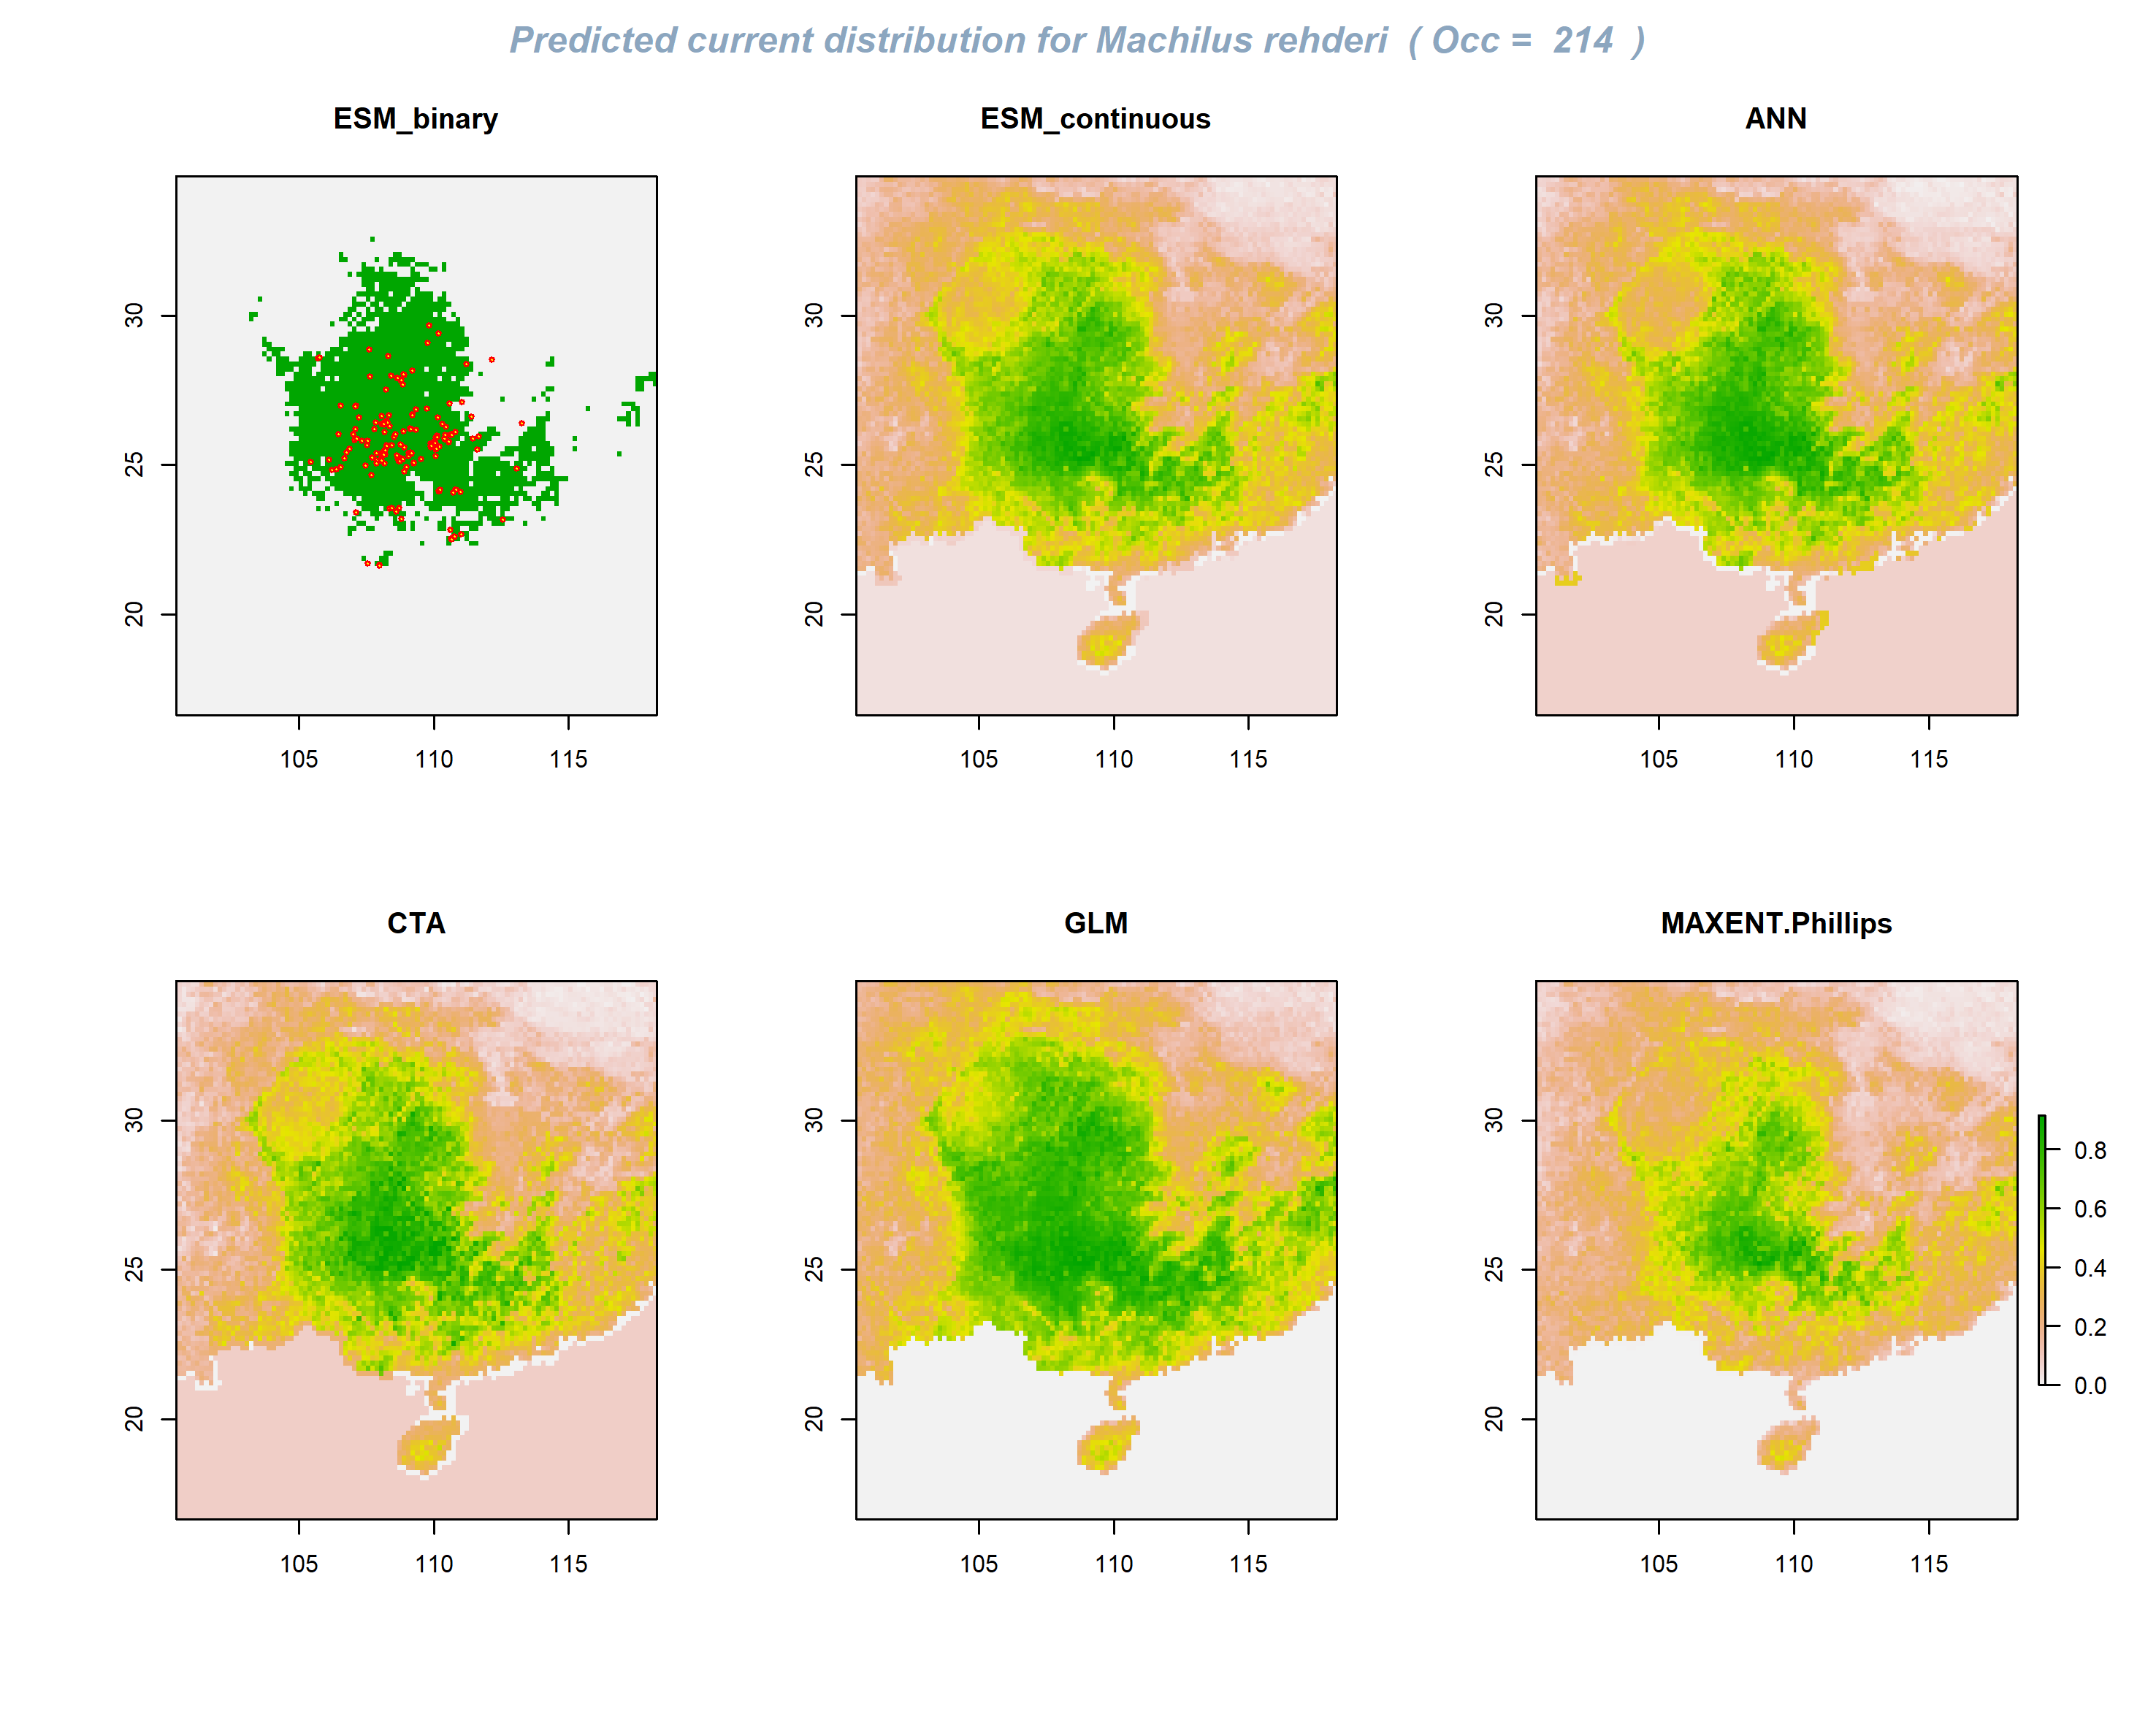 Predicted current distribution for Machilus rehderi ( Occ = 214 )
ESM_binary
ESM_continuous
ANN
30
25
20
105 110 115
30
25
20
105 110 115
30
25
20
105 110 115
CTA
GLM
MAXENT.Phillips
30
25
20
105 110 115
30
25
20
105 110 115
30
25
20
105 110 115
0.8
0.6
0.4
0.2
0.0